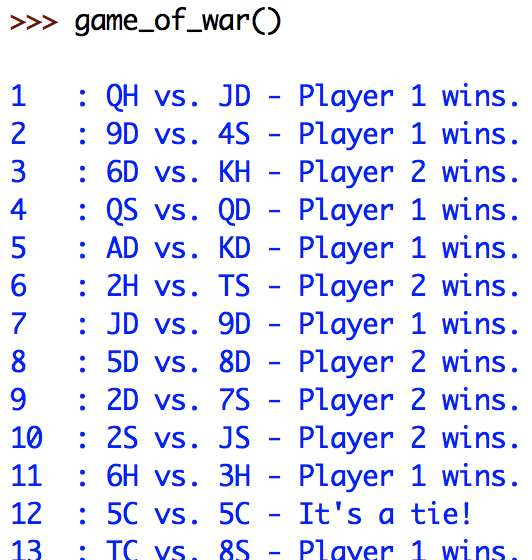 >>> game_of_war()
1 : QH vs. JD - Player 1 wins.
2 : 9D vs. 4S - Player 1 wins.
3 : 6D vs. KH - Player 2 wins.
4 : QS vs. QD - Player 1 wins.
5 : AD vs. KD - Player 1 wins.
6 : 2H vs. TS - Player 2 wins.
7 : JD vs. 9D - Player 1 wins.
8 : 5D vs. 8D - Player 2 wins.
9 : 2D vs. 7S - Player 2 wins.
10 : 2S vs. JS - Player 2 wins.
11 : 6H vs. 3H - Player 1 wins.
12 : 5C vs. 5C - It's a tie!
13 : TC vs. 8S - Player 1 wins.